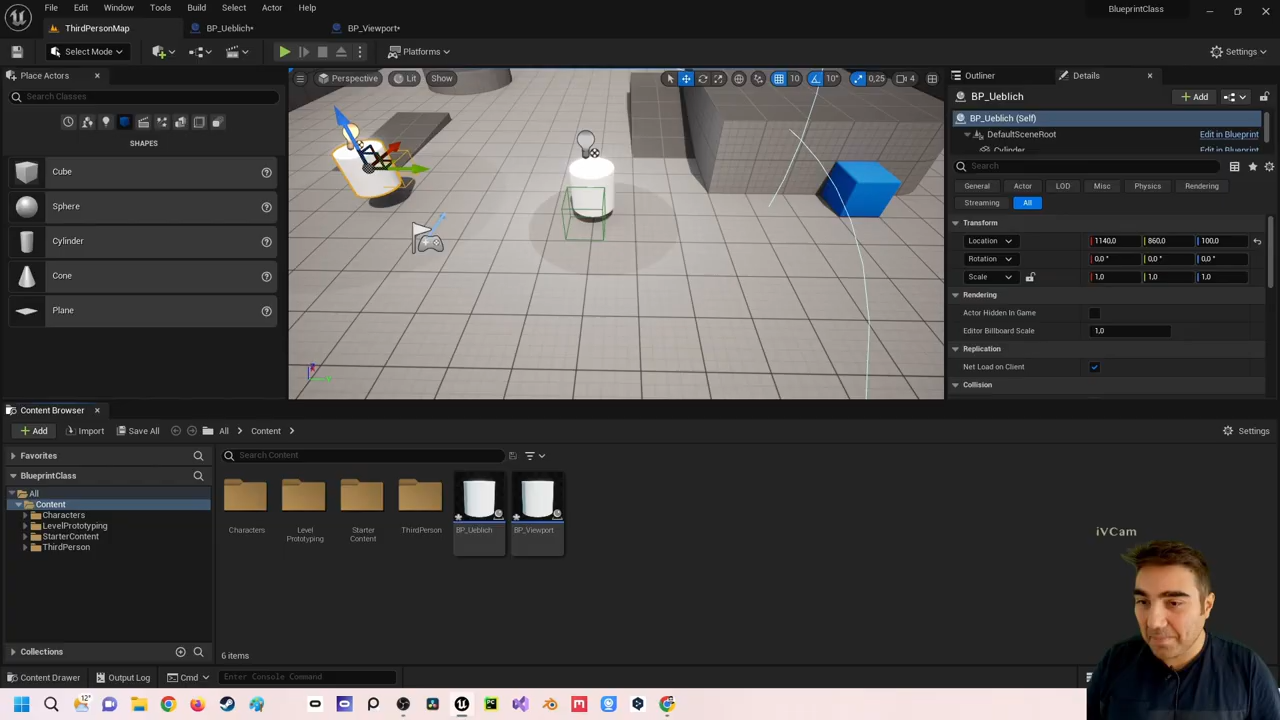 File Edit Window Tools Build Select Actor Help
BlueprintClass
ThirdPersonMap
BP_Ueblich*
BP_Viewport*
Select Mode
Platforms
Settings
Place Actors
Search Classes
SHAPES
Cube
Sphere
Cylinder
Cone
Plane
Perspective
Lit
Show
10
10°
0,25
4
Outliner
Details
BP_Ueblich
Add
BP_Ueblich (Self)
DefaultSceneRoot
Edit in Blueprint
Cylinder
Edit in Blueprint
Search
General
Actor
LOD
Misc
Physics
Rendering
Streaming
All
Transform
Location
1140,0
860,0
100,0
Rotation
0,0 °
0,0 °
0,0 °
Scale
1,0
1,0
1,0
Rendering
Actor Hidden In Game
Editor Billboard Scale
1,0
Replication
Net Load on Client
Collision
Content Browser
Add
Import
Save All
All
Content
Settings
Favorites
BlueprintClass
All
Content
Characters
LevelPrototyping
StarterContent
ThirdPerson
Collections
Search Content
Characters
Level
Prototyping
Starter
Content
ThirdPerson
BP_Ueblich
BP_Viewport
6 items
iVCam
Content Drawer
Output Log
Cmd
Enter Console Command
12°